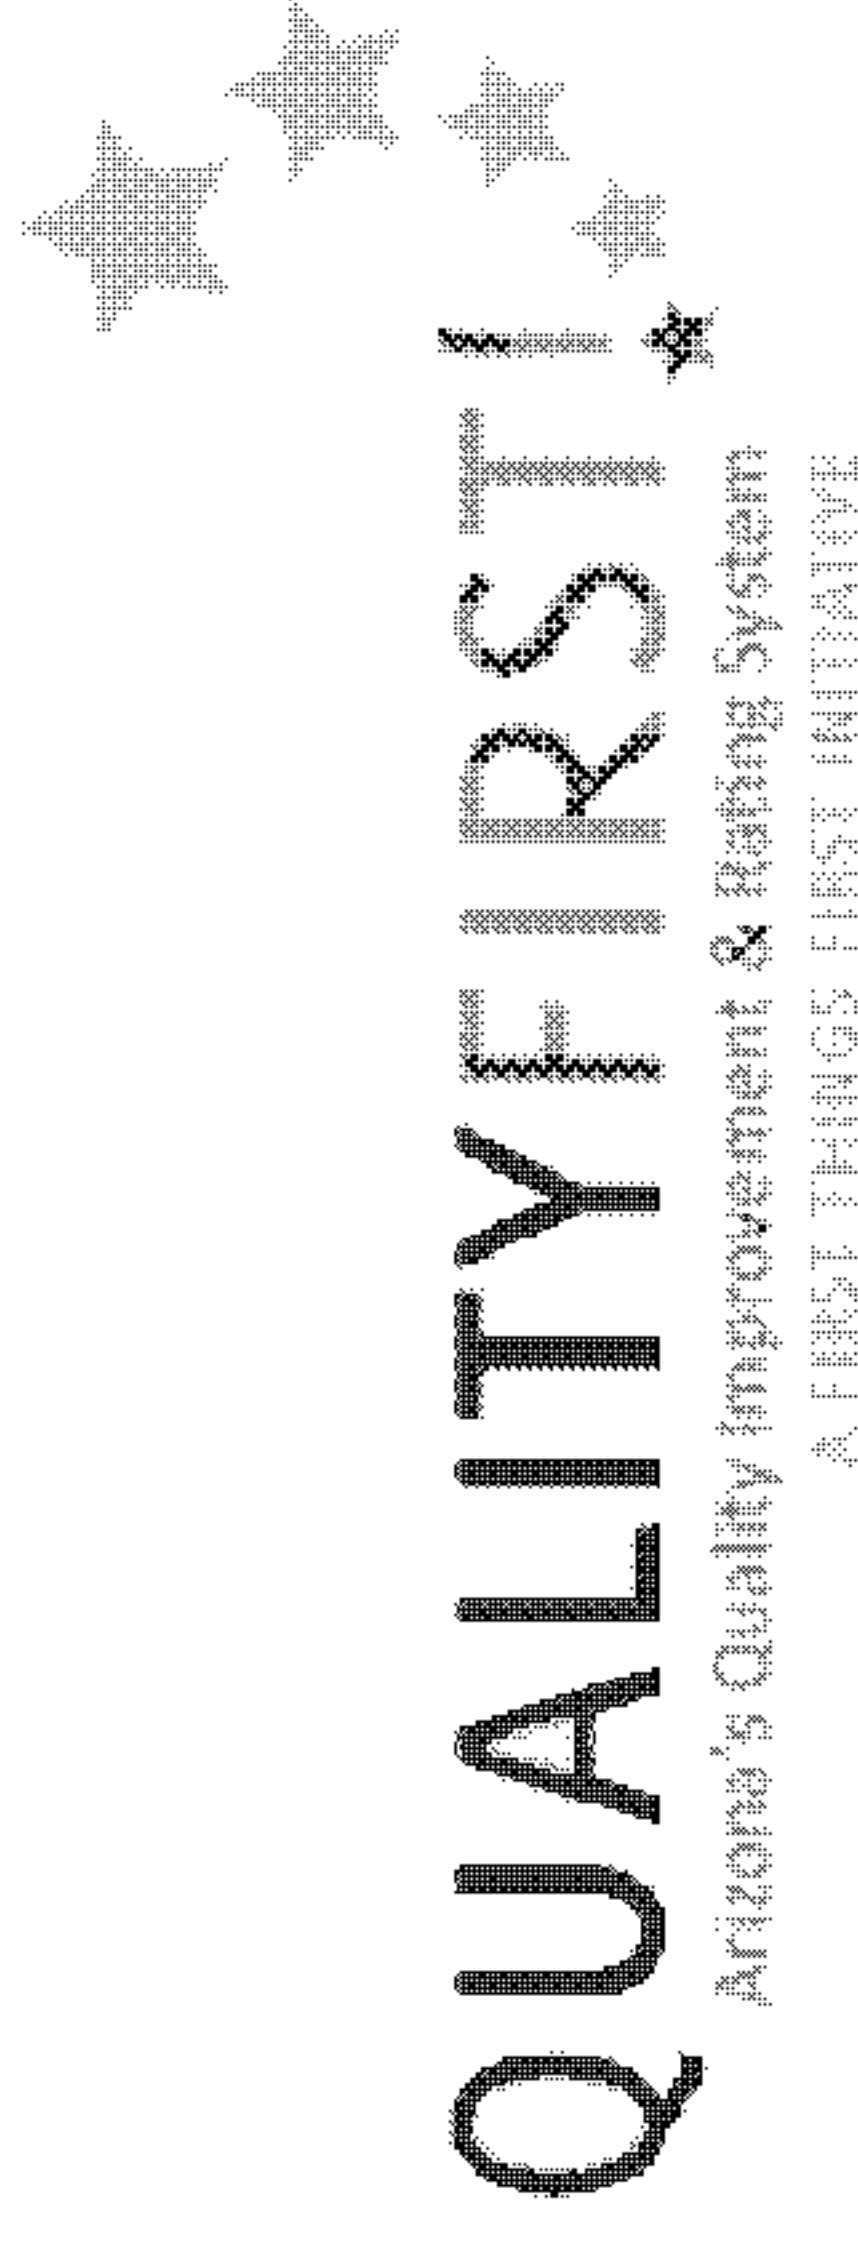 QUALITY FIRST!
Arizona's Quality Improvement & Rating System
A FIRST THINGS FIRST INITIATIVE